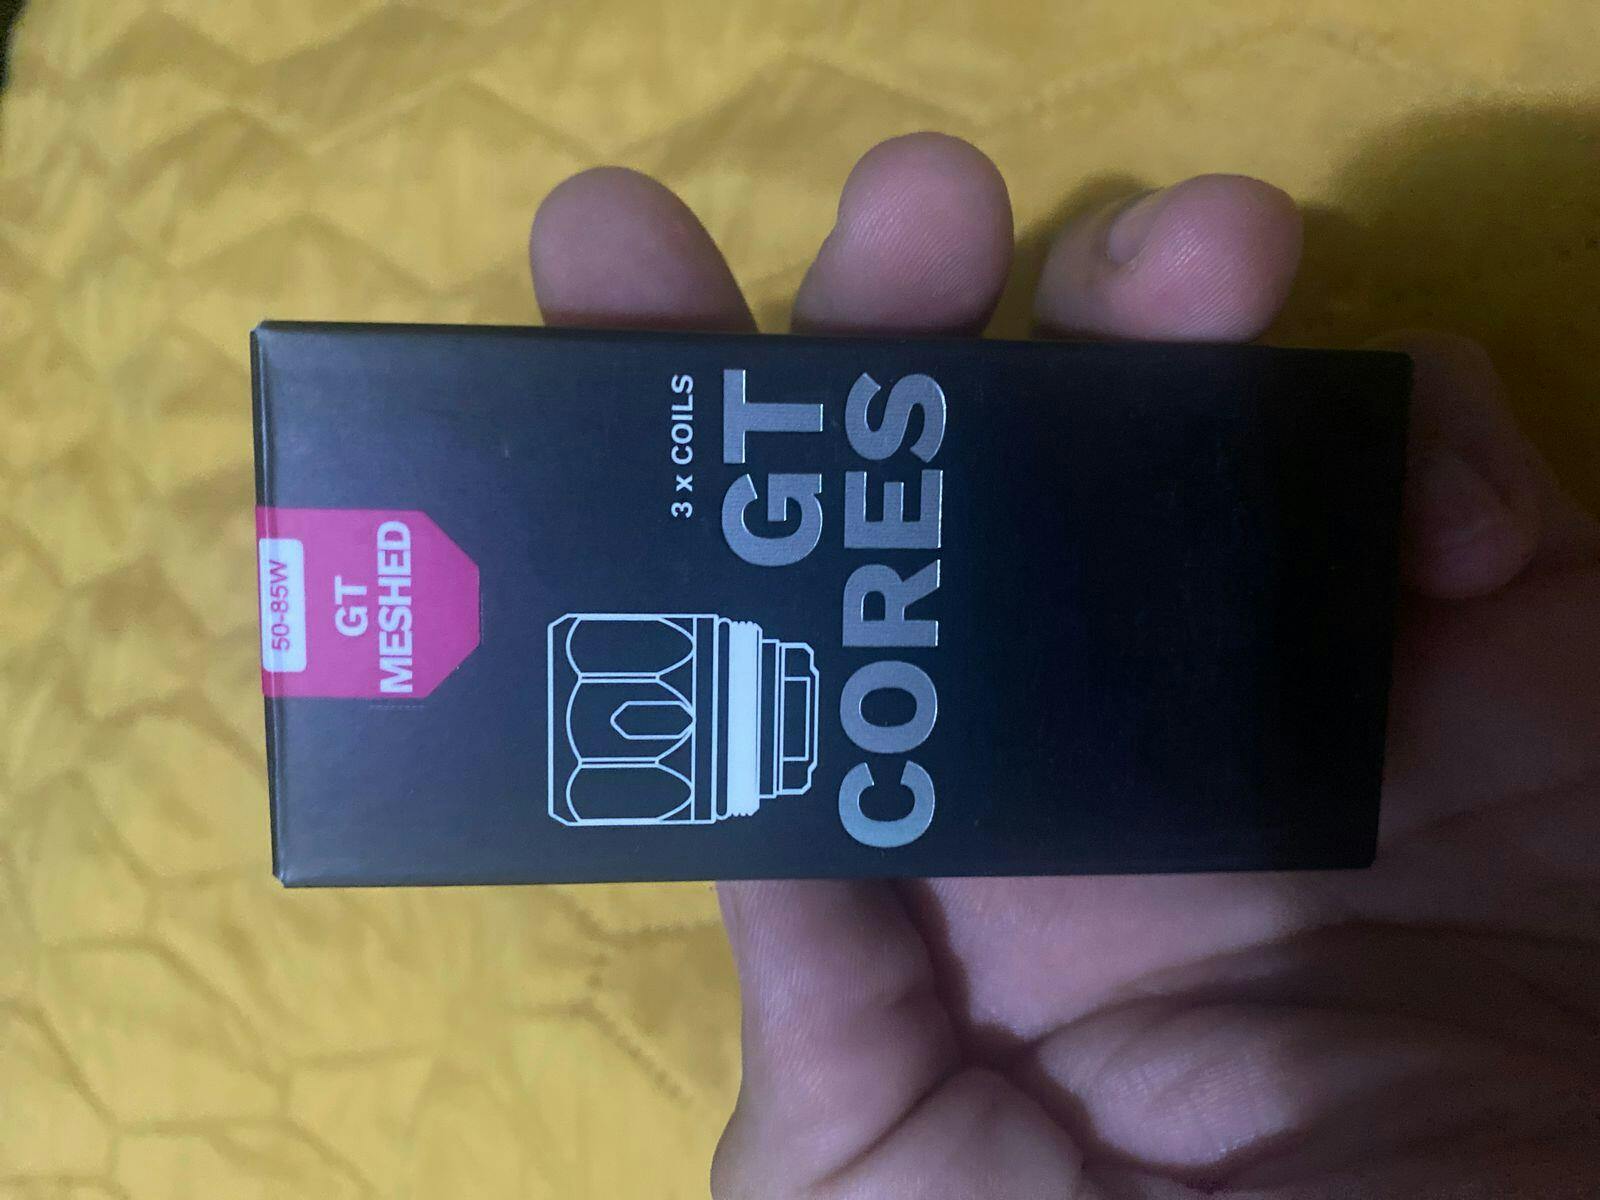 50-85W
GT
MESHED
3 x COILS
GT
CORES